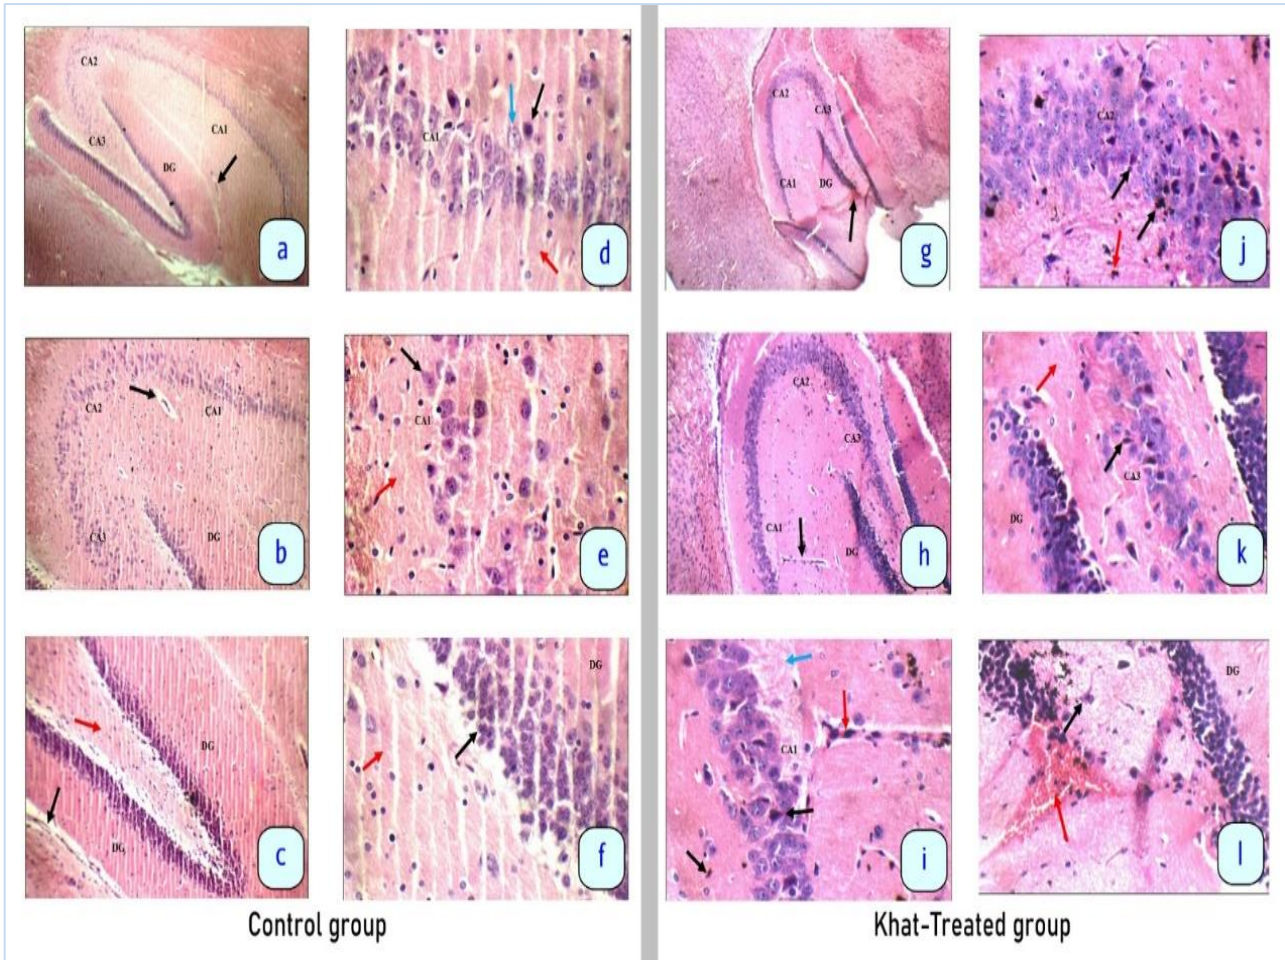 CA2
CA3
CA1
DG
a
CA1
d
CA2
CA3
CA1
DG
g
CA2
j
CA2
CA1
CA3
DG
b
CA1
e
CA2
CA3
CA1
DG
h
DG
CA3
k
DG
DG
c
DG
f
CA1
i
DG
l
Control group
Khat-Treated group